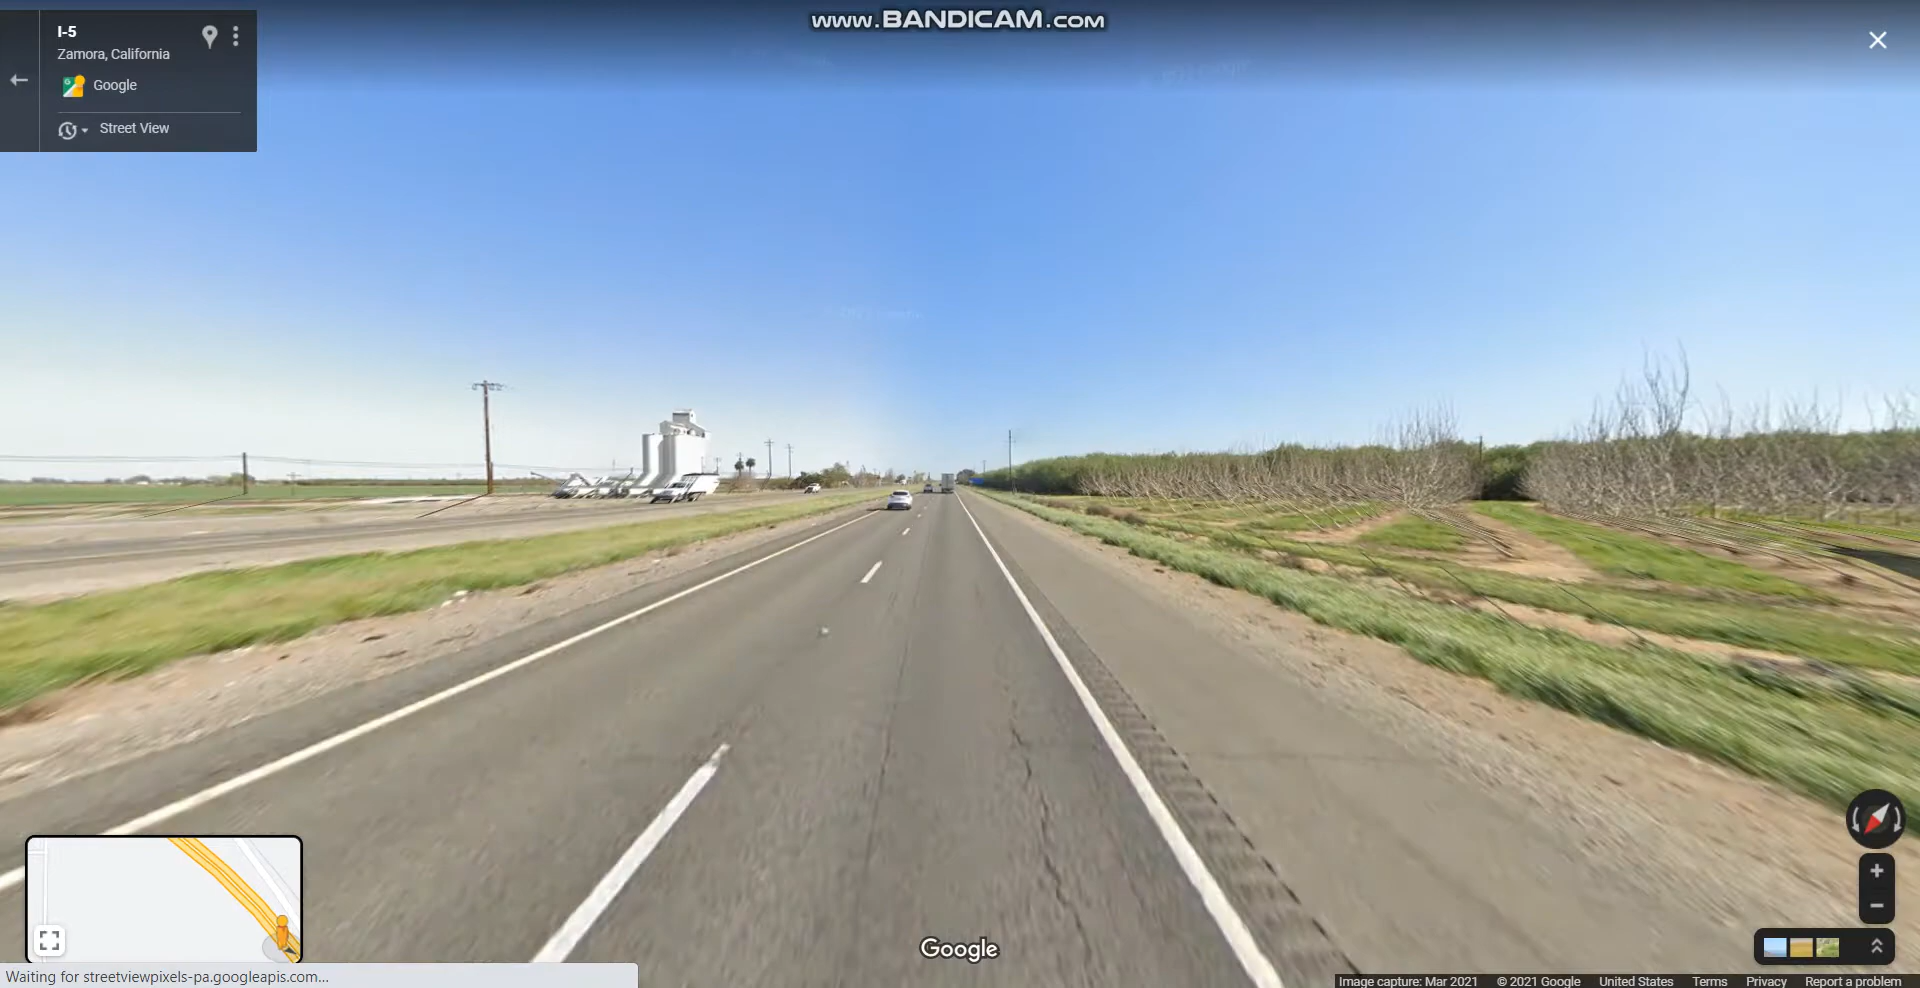 www.BANDICAM.com
I-5
Zamora, California
Google
Street View
Google
Waiting for streetviewpixels-pa.googleapis.com...
Image capture: Mar 2021 © 2021 Google United States Terms Privacy Report a problem